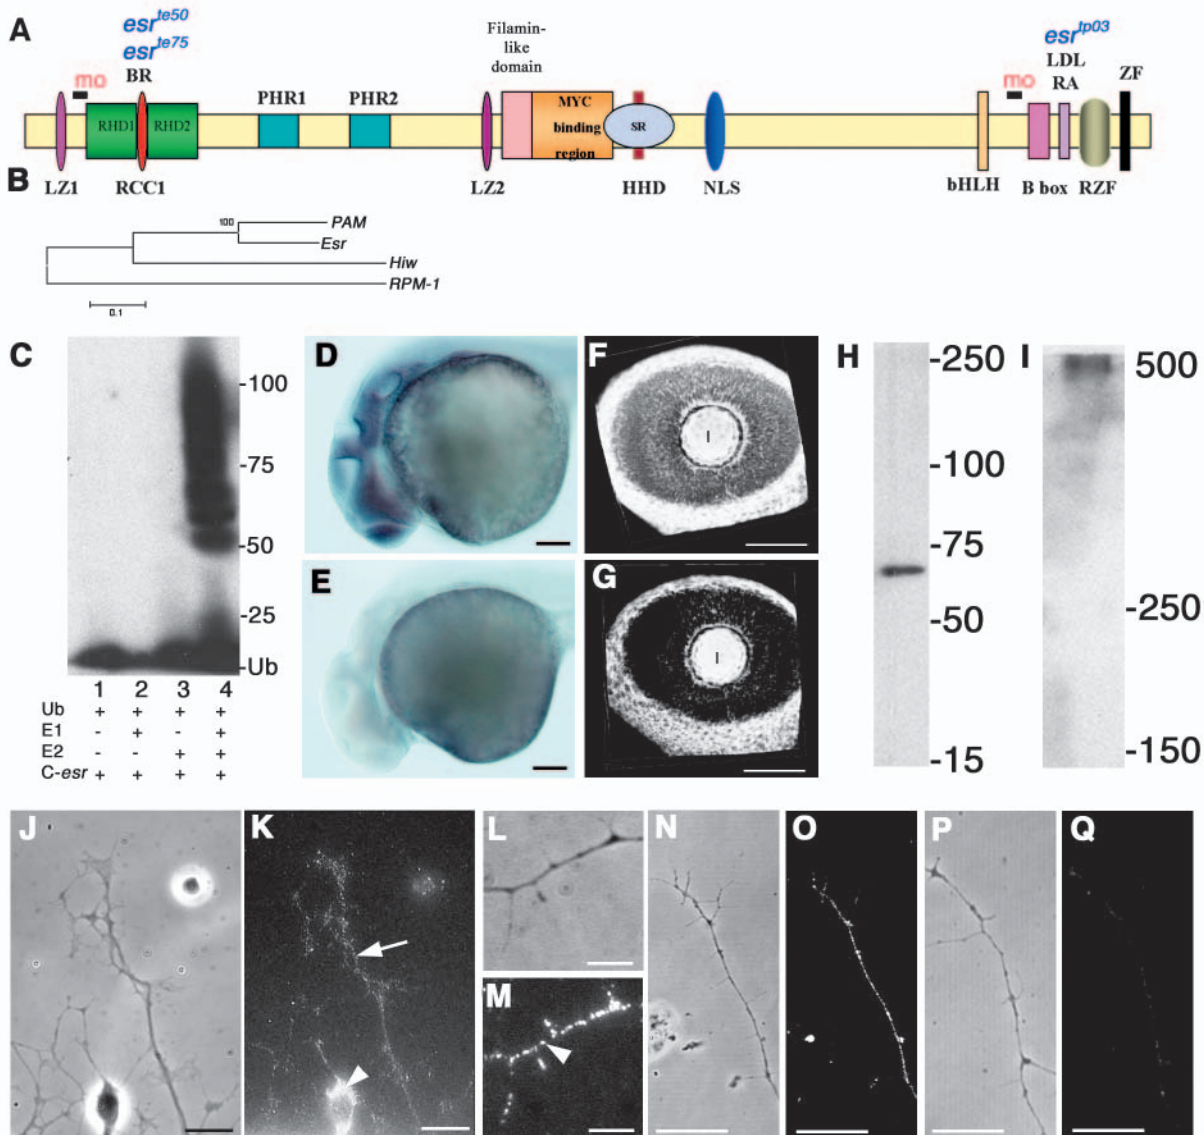 A
esr^te50
esr^te75
BR
mo
RHD1
RHD2
PHR1
PHR2
Filamin-
like
domain
MYC
binding
region
SR
mo
esr^tp03
LDL
RA
ZF
LZ1
RCC1
LZ2
HHD
NLS
bHLH
B box
RZF
B
100
PAM
Esr
Hiw
RPM-1
0.1
C
-100
-75
-50
-25
-Ub
1 2 3 4
Ub + + + +
E1 - + - +
E2 - - + +
C-esr + + + +
D
E
F
l
G
l
H
-250
-100
-75
-50
-15
I
500
-250
-150
J
K
L
M
N
O
P
Q